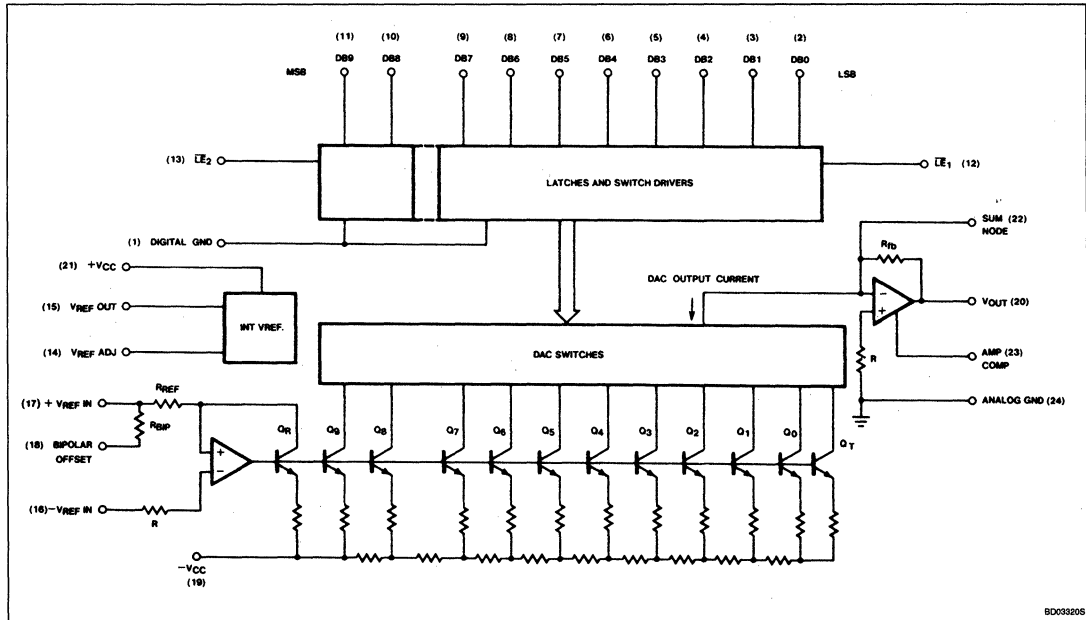 (11) (10) (9) (8) (7) (6) (5) (4) (3) (2)
MSB DB9 DB8 DB7 DB6 DB5 DB4 DB3 DB2 DB1 DB0 LSB
(13) LE2
LE1 (12)
LATCHES AND SWITCH DRIVERS
(1) DIGITAL GND
SUM (22)
NODE
(21) +VCC
Rfb
DAC OUTPUT CURRENT
(15) VREF OUT
INT VREF.
−
+
VOUT (20)
(14) VREF ADJ
DAC SWITCHES
R
AMP (23)
COMP
(17) + VREF IN
RREF
ANALOG GND (24)
RBIP
(18) BIPOLAR
OFFSET
QR Q9 Q8 Q7 Q6 Q5 Q4 Q3 Q2 Q1 Q0 QT
+
−
(16) −VREF IN
R
−VCC
(19)
BD03320S